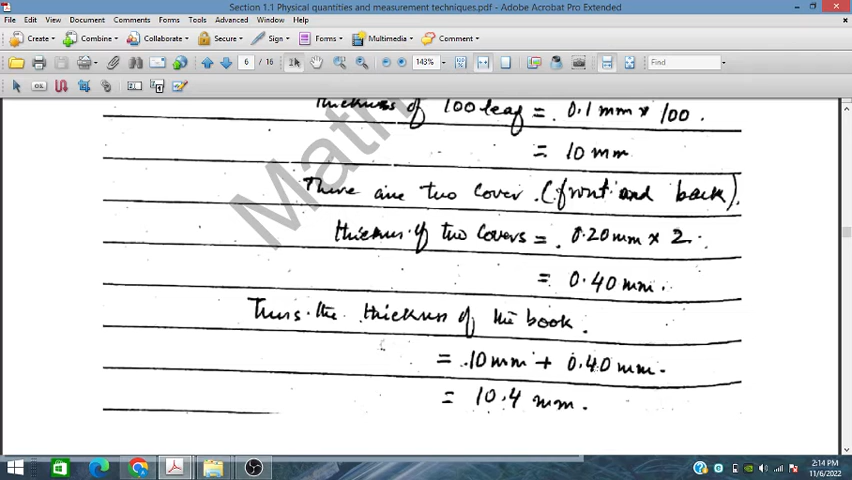 Section 1.1 Physical quantities and measurement techniques.pdf - Adobe Acrobat Pro Extended
File Edit View Document Comments Forms Tools Advanced Window Help
Create Combine Collaborate Secure Sign Forms Multimedia Comment
6 / 16 143% Find
thickness of 100 leaf = 0.1 mm x 100.
= 10 mm
There are two cover (front and back).
thickness of two covers = 0.20 mm x 2.
= 0.40 mm.
Thus the thickness of the book.
= 10 mm + 0.40 mm.
= 10.4 mm.
Math
2:14 PM
11/6/2022